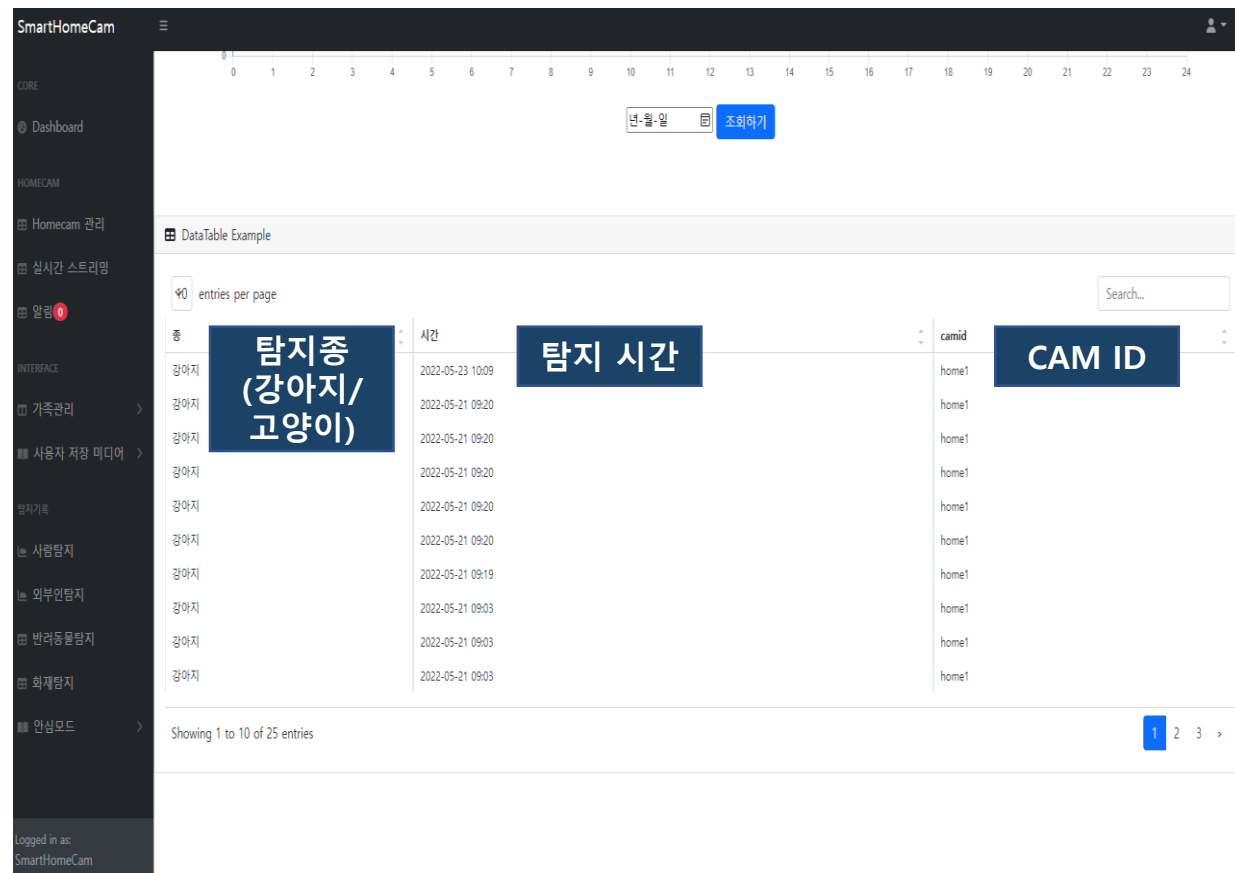 SmartHomeCam
CORE
Dashboard
HOMECAM
Homecam 관리
실시간 스트리밍
알림 0
INTERFACE
가족관리
사용자 저장 미디어
탐지기록
사람탐지
외부인탐지
반려동물탐지
화재탐지
안심모드
Logged in as:
SmartHomeCam
0
0 1 2 3 4 5 6 7 8 9 10 11 12 13 14 15 16 17 18 19 20 21 22 23 24
년-월-일 조회하기
DataTable Example
entries per page Search...
종 시간 camid
탐지종
(강아지/
고양이)
탐지 시간
CAM ID
강아지 2022-05-23 10:09 home1
강아지 2022-05-21 09:20 home1
강아지 2022-05-21 09:20 home1
강아지 2022-05-21 09:20 home1
강아지 2022-05-21 09:20 home1
강아지 2022-05-21 09:20 home1
강아지 2022-05-21 09:19 home1
강아지 2022-05-21 09:03 home1
강아지 2022-05-21 09:03 home1
강아지 2022-05-21 09:03 home1
Showing 1 to 10 of 25 entries
1 2 3 ›